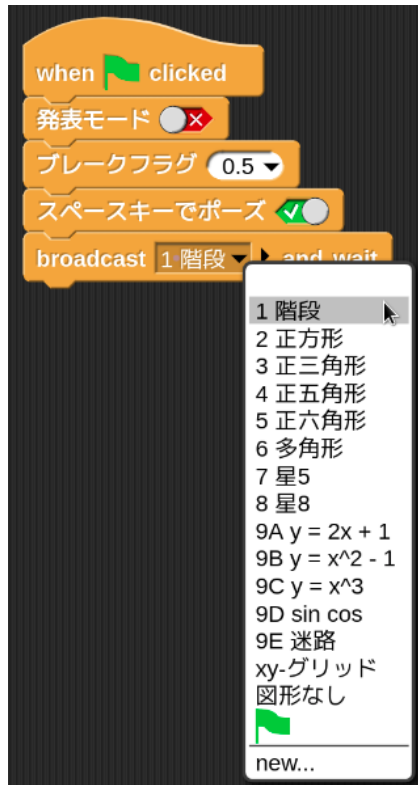 when clicked
発表モード
ブレークフラグ 0.5
スペースキーでポーズ
broadcast 1 階段 and wait
1 階段
2 正方形
3 正三角形
4 正五角形
5 正六角形
6 多角形
7 星5
8 星8
9A y = 2x + 1
9B y = x^2 - 1
9C y = x^3
9D sin cos
9E 迷路
xy-グリッド
図形なし
new...